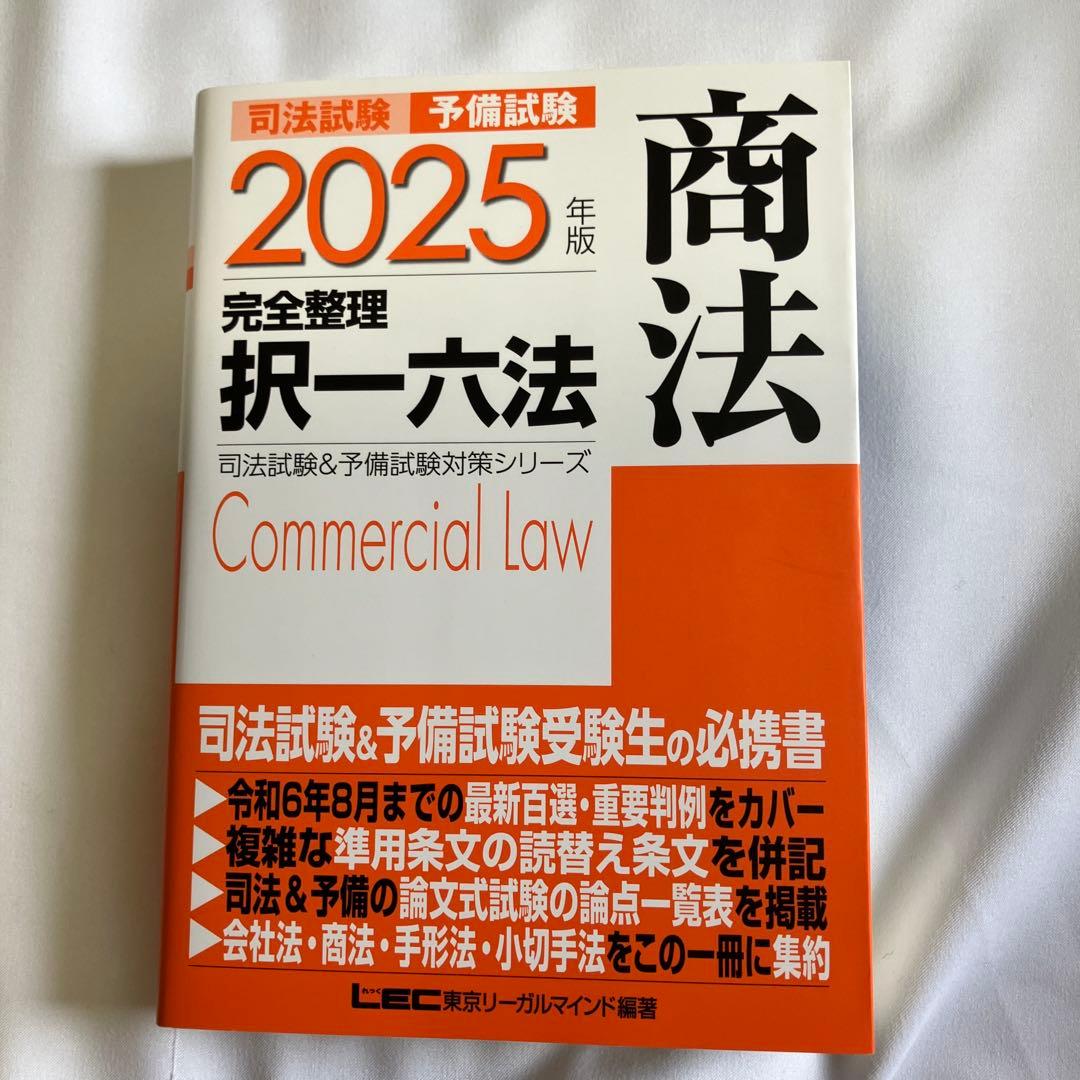 司法試験 予備試験
2025年版
完全整理
択一六法
司法試験&予備試験対策シリーズ
Commercial Law
商法
司法試験&予備試験受験生の必携書
▶令和6年8月までの最新百選・重要判例をカバー
▶複雑な準用条文の読替え条文を併記
▶司法&予備の論文式試験の論点一覧表を掲載
▶会社法・商法・手形法・小切手法をこの一冊に集約
れっく
LEC東京リーガルマインド編著